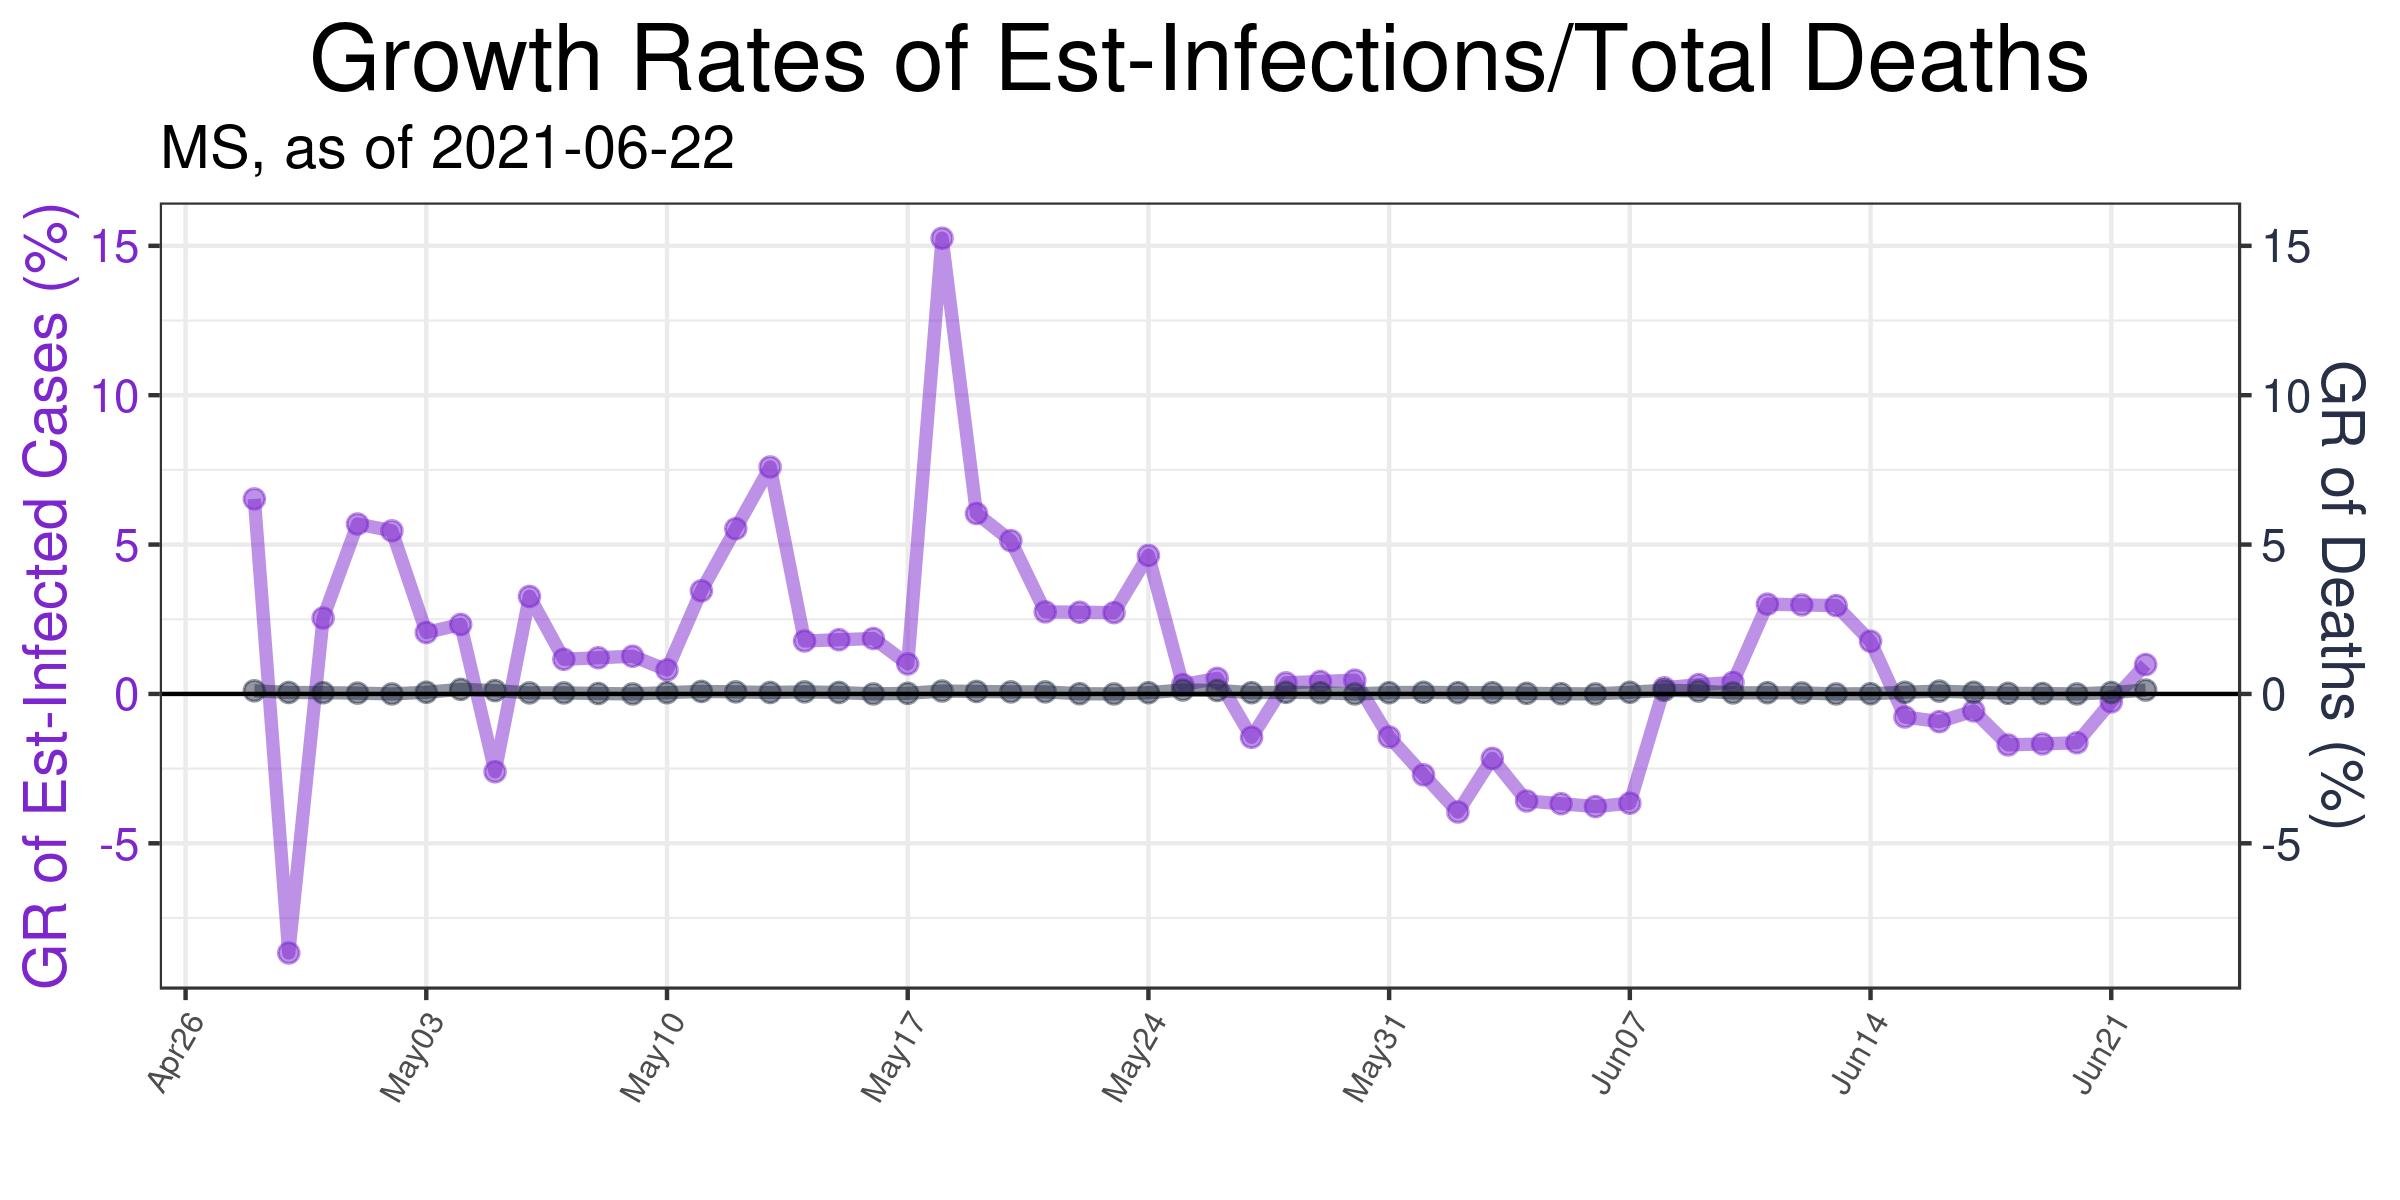 Growth Rates of Est-Infections/Total Deaths
MS, as of 2021-06-22
GR of Est-Infected Cases (%)
15
10
5
0
-5
15
10
5
0
-5
GR of Deaths (%)
Apr26
May03
May10
May17
May24
May31
Jun07
Jun14
Jun21